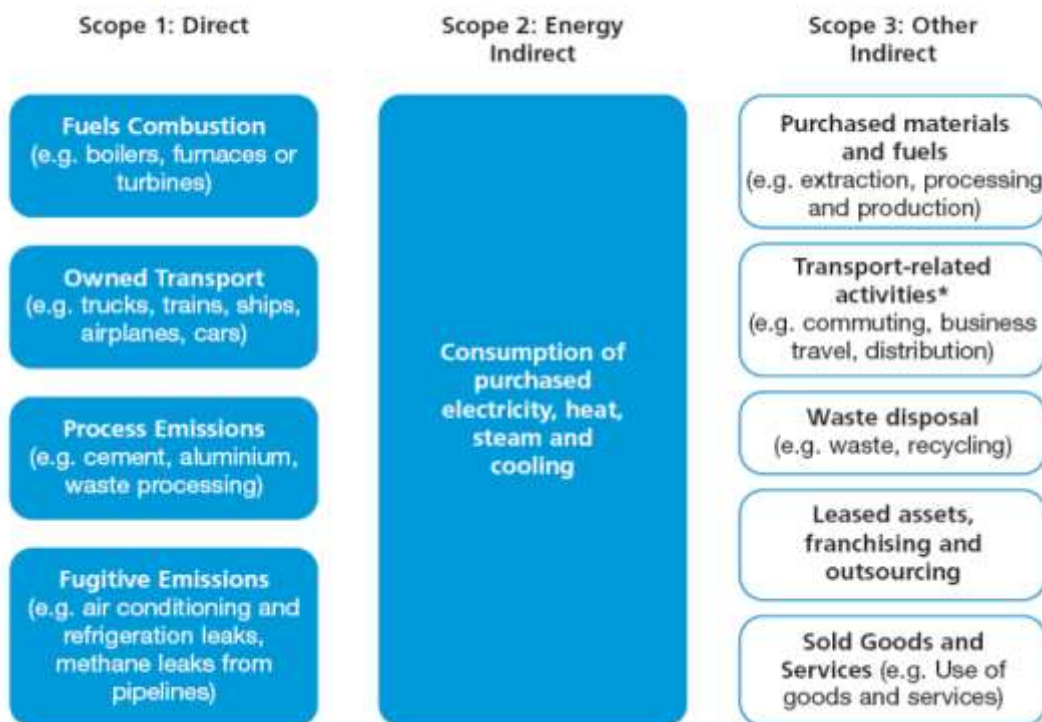 Scope 1: Direct
Fuels Combustion
(e.g. boilers, furnaces or
turbines)
Owned Transport
(e.g. trucks, trains, ships,
airplanes, cars)
Process Emissions
(e.g. cement, aluminium,
waste processing)
Fugitive Emissions
(e.g. air conditioning and
refrigeration leaks,
methane leaks from
pipelines)
Scope 2: Energy
Indirect
Consumption of
purchased
electricity, heat,
steam and
cooling
Scope 3: Other
Indirect
Purchased materials
and fuels
(e.g. extraction, processing
and production)
Transport-related
activities*
(e.g. commuting, business
travel, distribution)
Waste disposal
(e.g. waste, recycling)
Leased assets,
franchising and
outsourcing
Sold Goods and
Services (e.g. Use of
goods and services)